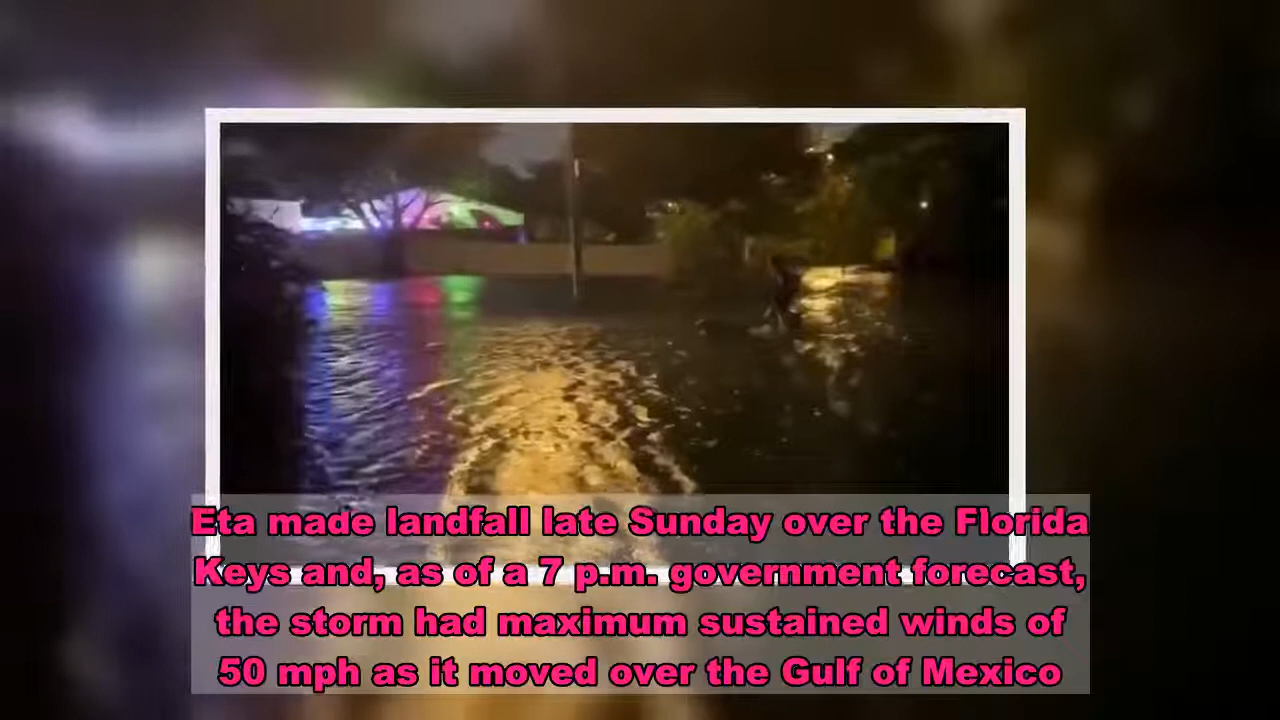 Eta made landfall late Sunday over the Florida
Keys and, as of a 7 p.m. government forecast,
the storm had maximum sustained winds of
50 mph as it moved over the Gulf of Mexico